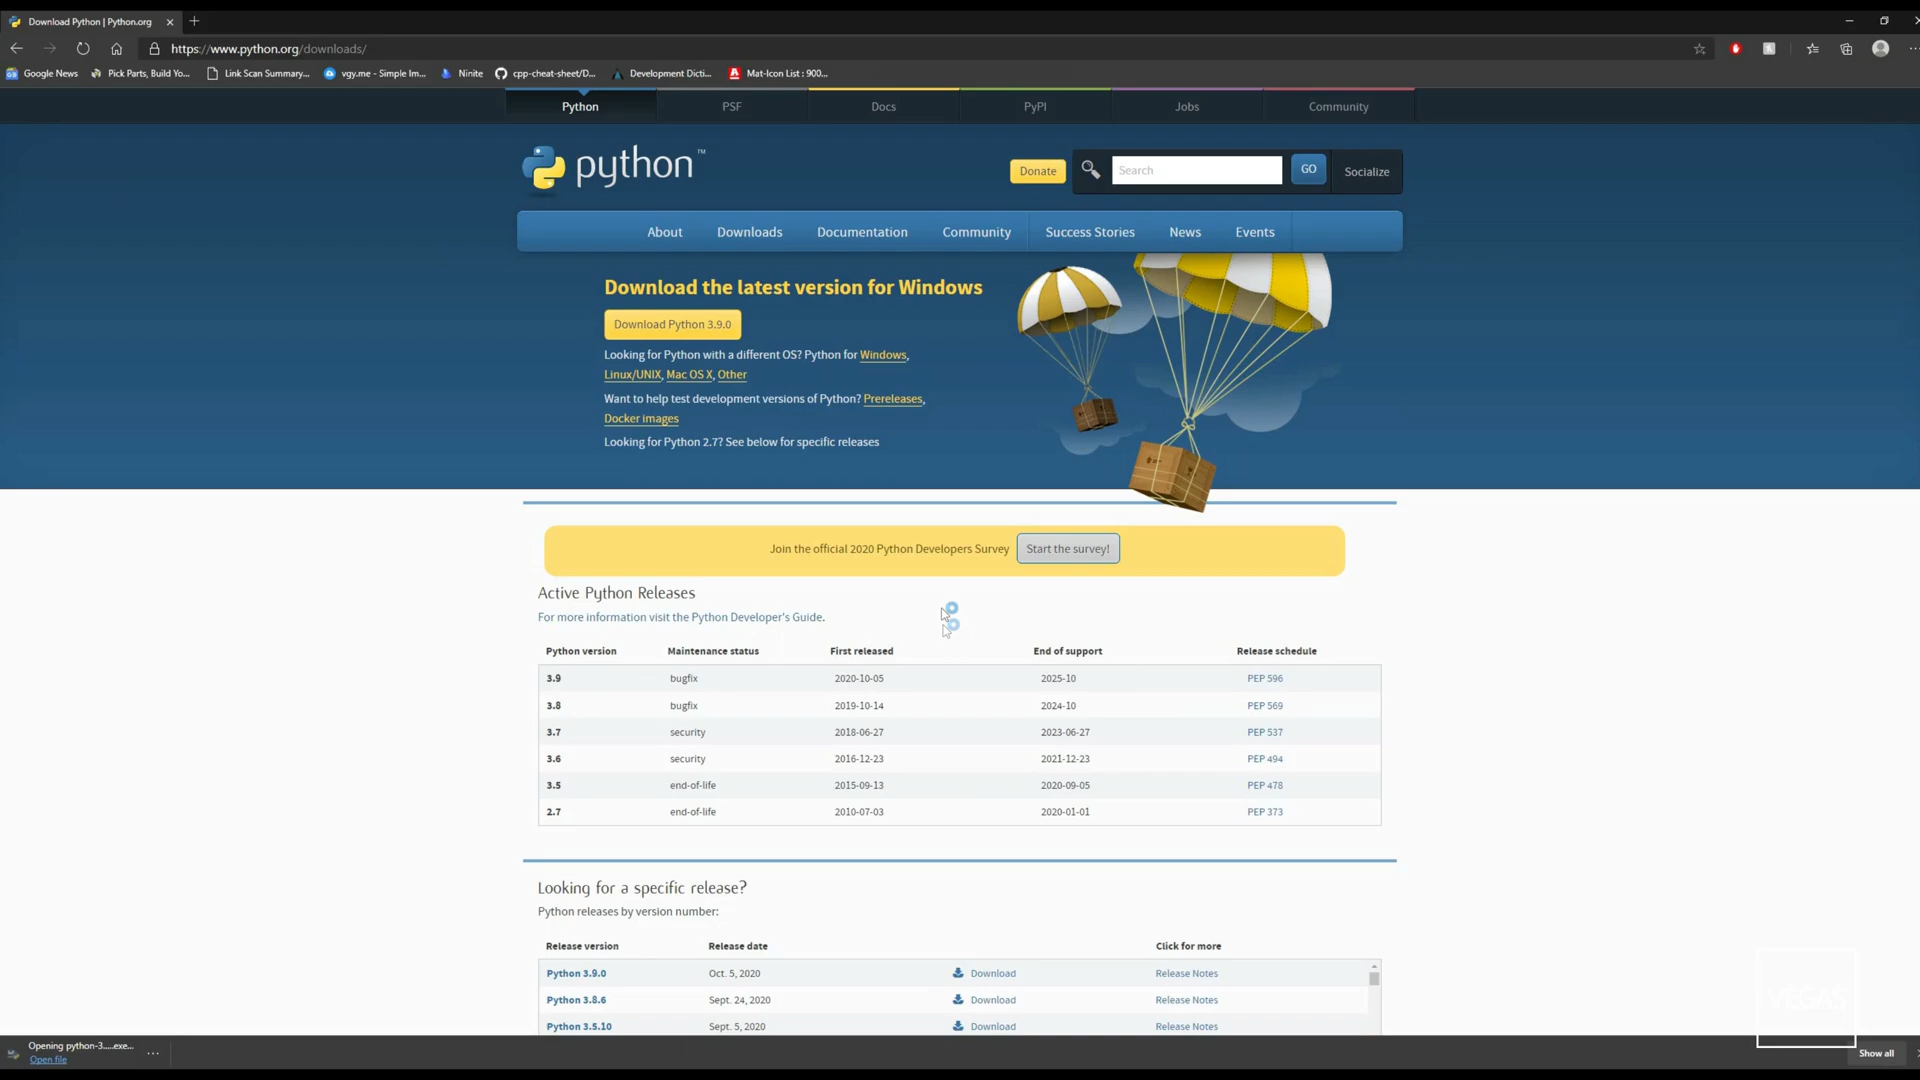 Download Python | Python.org
https://www.python.org/downloads/
Google News
Pick Parts, Build Yo...
Link Scan Summary...
vgy.me - Simple Im...
Ninite
cpp-cheat-sheet/D...
Development Dicti...
Mat-Icon List : 900...
Python
PSF
Docs
PyPI
Jobs
Community
python™
Donate
Search
GO
Socialize
About
Downloads
Documentation
Community
Success Stories
News
Events
Download the latest version for Windows
Download Python 3.9.0
Looking for Python with a different OS? Python for Windows,
Linux/UNIX, Mac OS X, Other
Want to help test development versions of Python? Prereleases,
Docker images
Looking for Python 2.7? See below for specific releases
Join the official 2020 Python Developers Survey
Start the survey!
Active Python Releases
For more information visit the Python Developer's Guide.
Python version Maintenance status First released End of support Release schedule
3.9 bugfix 2020-10-05 2025-10 PEP 596
3.8 bugfix 2019-10-14 2024-10 PEP 569
3.7 security 2018-06-27 2023-06-27 PEP 537
3.6 security 2016-12-23 2021-12-23 PEP 494
3.5 end-of-life 2015-09-13 2020-09-05 PEP 478
2.7 end-of-life 2010-07-03 2020-01-01 PEP 373
Looking for a specific release?
Python releases by version number:
Release version Release date Click for more
Python 3.9.0 Oct. 5, 2020 Download Release Notes
Python 3.8.6 Sept. 24, 2020 Download Release Notes
Python 3.5.10 Sept. 5, 2020 Download Release Notes
VEGAS
Opening python-3.....exe...
Open file
...
Show all